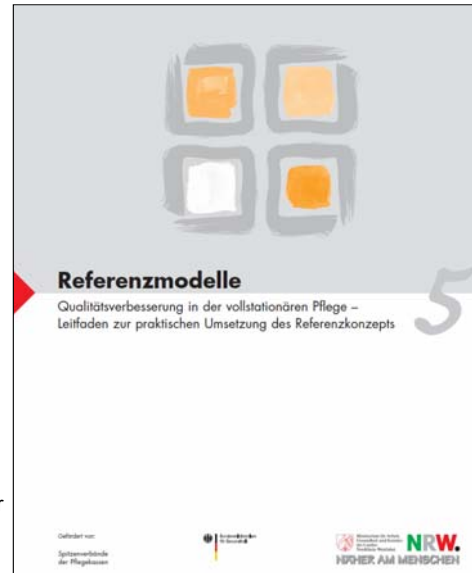 Referenzmodelle
5
Qualitätsverbesserung in der vollstationären Pflege –
Leitfaden zur praktischen Umsetzung des Referenzkonzepts
r
Gefördert von:
Spitzenverbände
der Pflegekassen
NRW.
NÄHER AM MENSCHEN